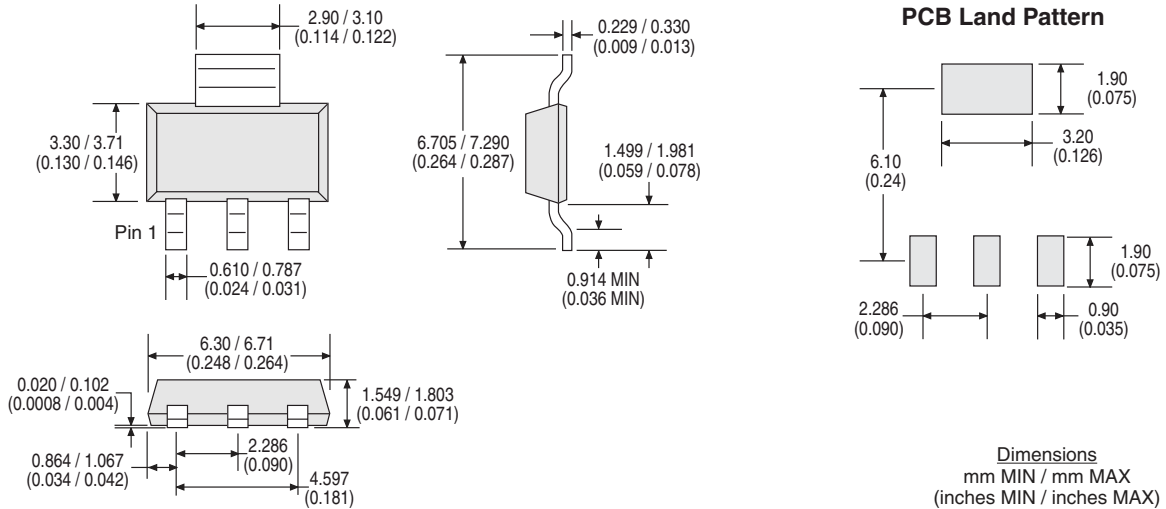 2.90 / 3.10
(0.114 / 0.122)
3.30 / 3.71
(0.130 / 0.146)
Pin 1
0.610 / 0.787
(0.024 / 0.031)
0.229 / 0.330
(0.009 / 0.013)
6.705 / 7.290
(0.264 / 0.287)
1.499 / 1.981
(0.059 / 0.078)
0.914 MIN
(0.036 MIN)
PCB Land Pattern
1.90
(0.075)
3.20
(0.126)
6.10
(0.24)
1.90
(0.075)
2.286
(0.090)
0.90
(0.035)
6.30 / 6.71
(0.248 / 0.264)
0.020 / 0.102
(0.0008 / 0.004)
1.549 / 1.803
(0.061 / 0.071)
0.864 / 1.067
(0.034 / 0.042)
2.286
(0.090)
4.597
(0.181)
Dimensions
mm MIN / mm MAX
(inches MIN / inches MAX)